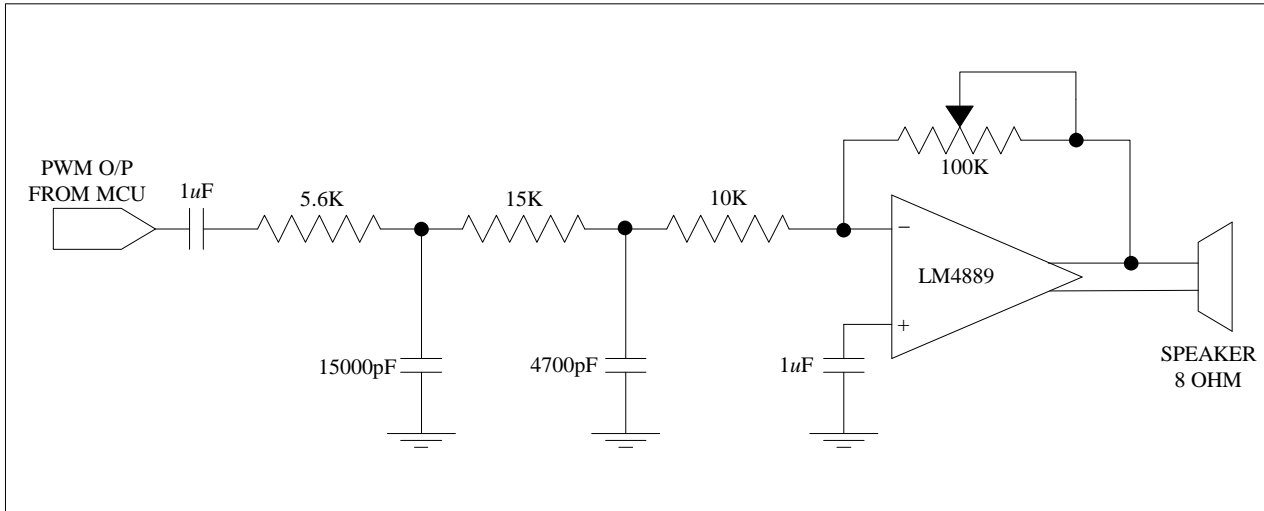 PWM O/P
FROM MCU
1uF
5.6K
15K
10K
100K
−
LM4889
+
15000pF
4700pF
1uF
SPEAKER
8 OHM